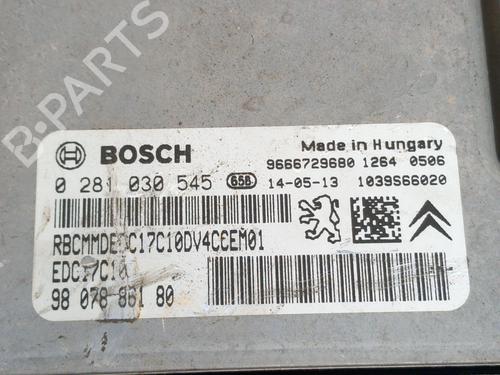 B-PARTS
BOSCH
Made in Hungary
9666729680 1264 0506
0 281 030 545 656 14-05-13 1039S66020
EDC17C10
98 078 861 80